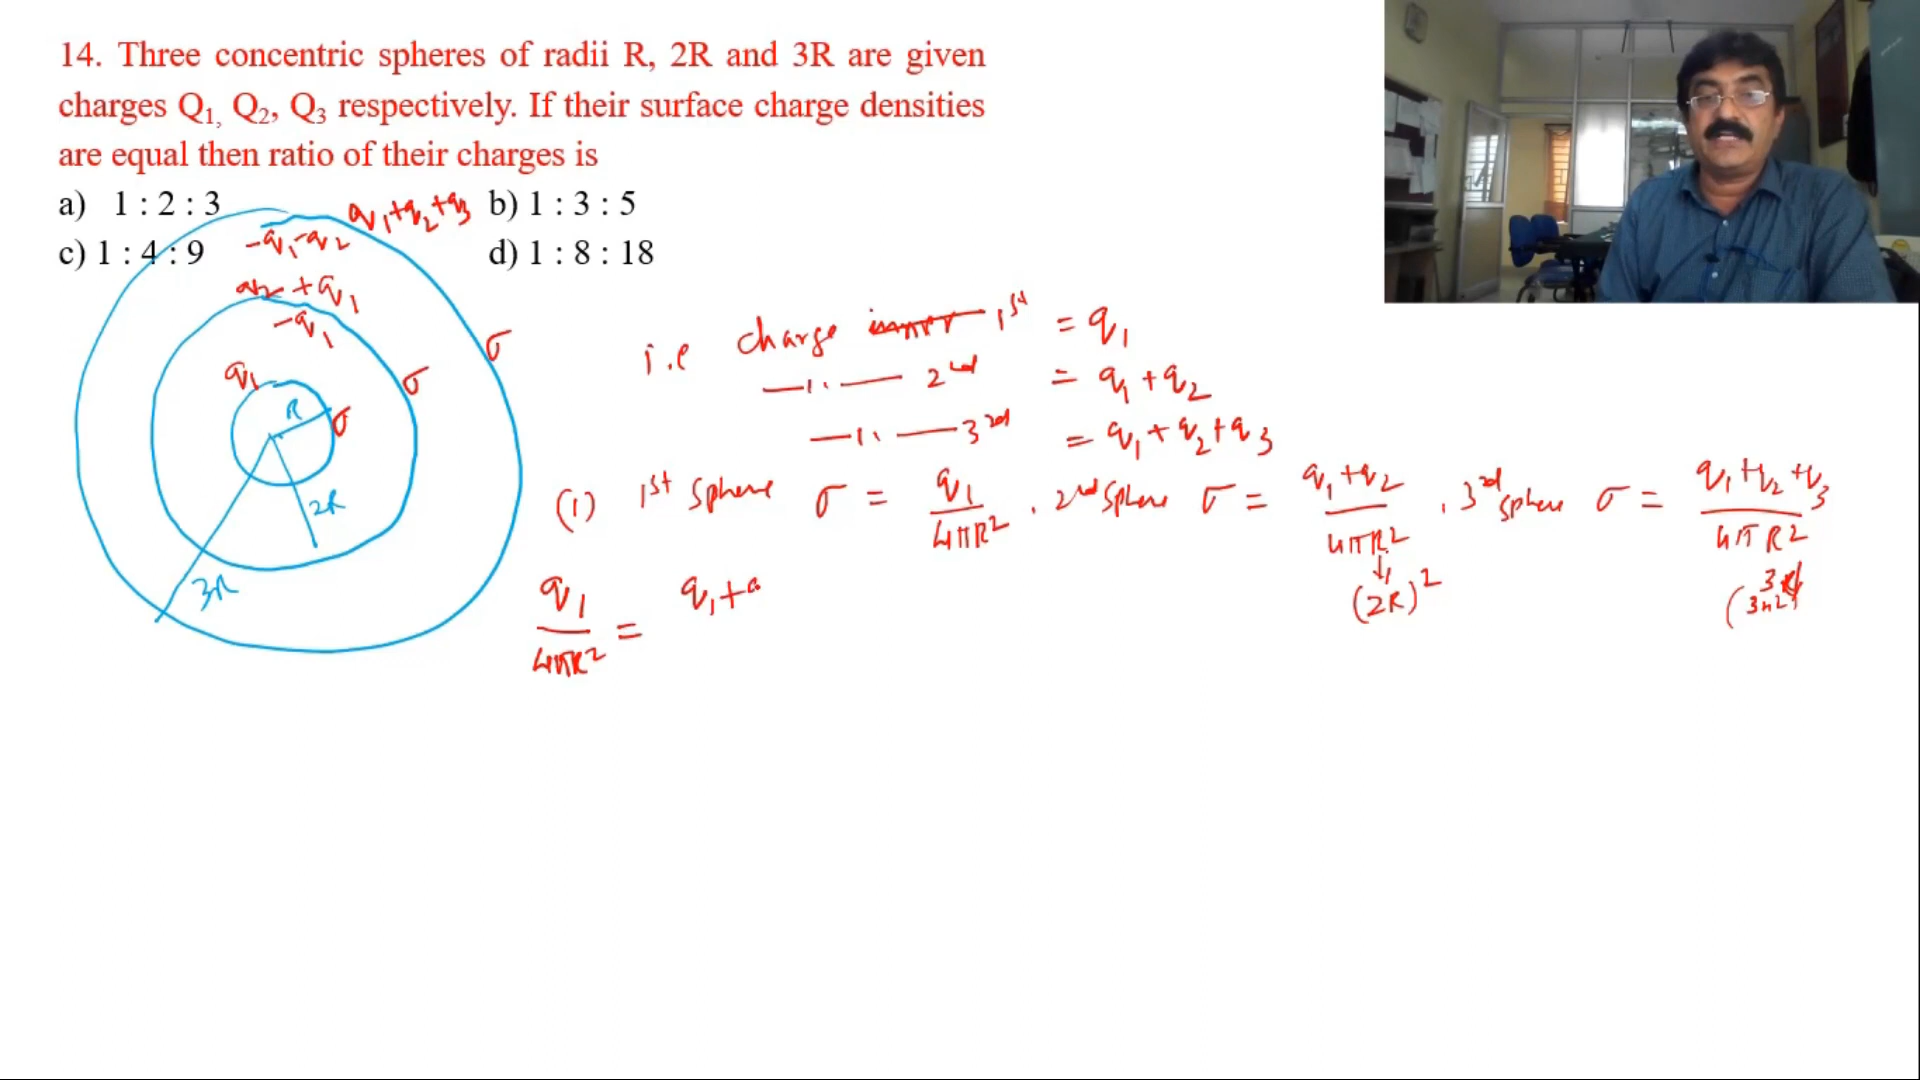 14. Three concentric spheres of radii R, 2R and 3R are given
charges Q₁, Q₂, Q₃ respectively. If their surface charge densities
are equal then ratio of their charges is
a) 1 : 2 : 3
b) 1 : 3 : 5
c) 1 : 4 : 9
d) 1 : 8 : 18
q₁+q₂+q₃
-q₁-q₂
q₂ + q₁
-q₁
q₁
R
σ
σ
σ
2R
3R
i.e charge 1st = q₁
—〃— 2nd = q₁ + q₂
—〃— 3rd = q₁ + q₂ + q₃
(1) 1st sphere σ = q₁ / 4πR² , 2nd sphere σ = q₁+q₂ / 4πR² , 3rd sphere σ = q₁+q₂+q₃ / 4πR²
↓
(2R)²
q₁ / 4πR² = q₁+